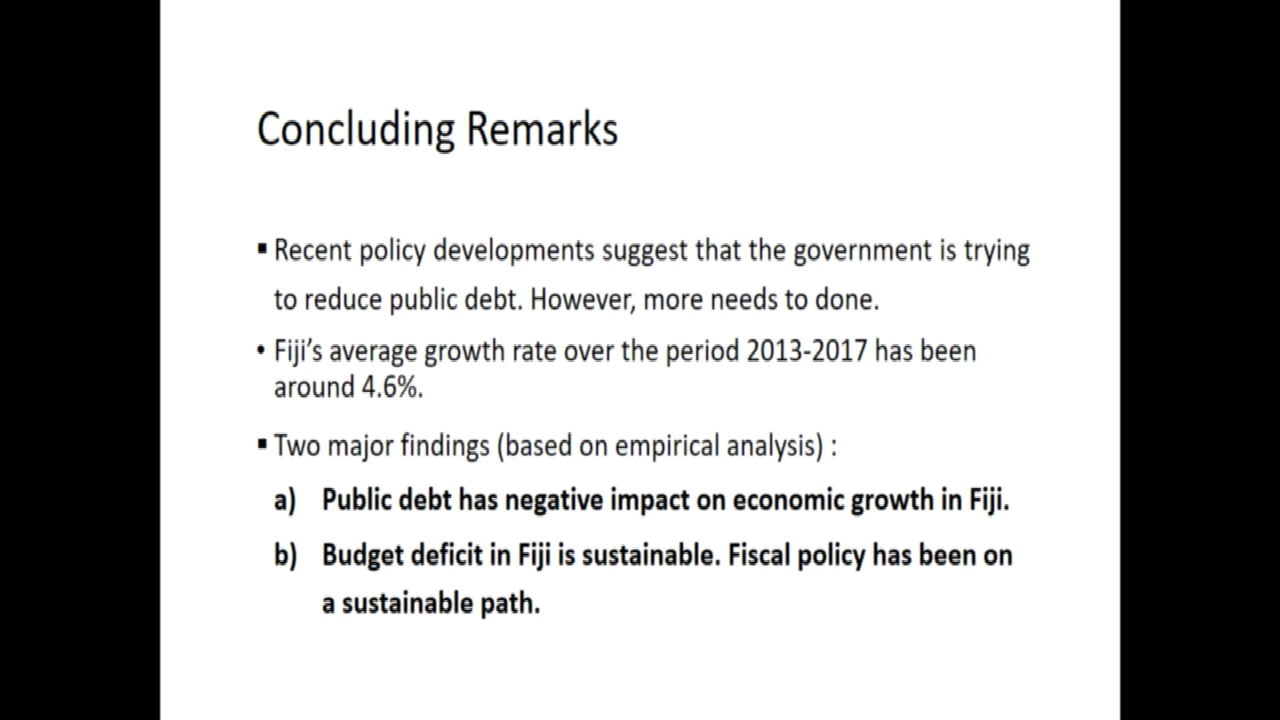 Concluding Remarks
▪ Recent policy developments suggest that the government is trying
to reduce public debt. However, more needs to done.
• Fiji's average growth rate over the period 2013-2017 has been
around 4.6%.
▪ Two major findings (based on empirical analysis) :
a) Public debt has negative impact on economic growth in Fiji.
b) Budget deficit in Fiji is sustainable. Fiscal policy has been on
a sustainable path.